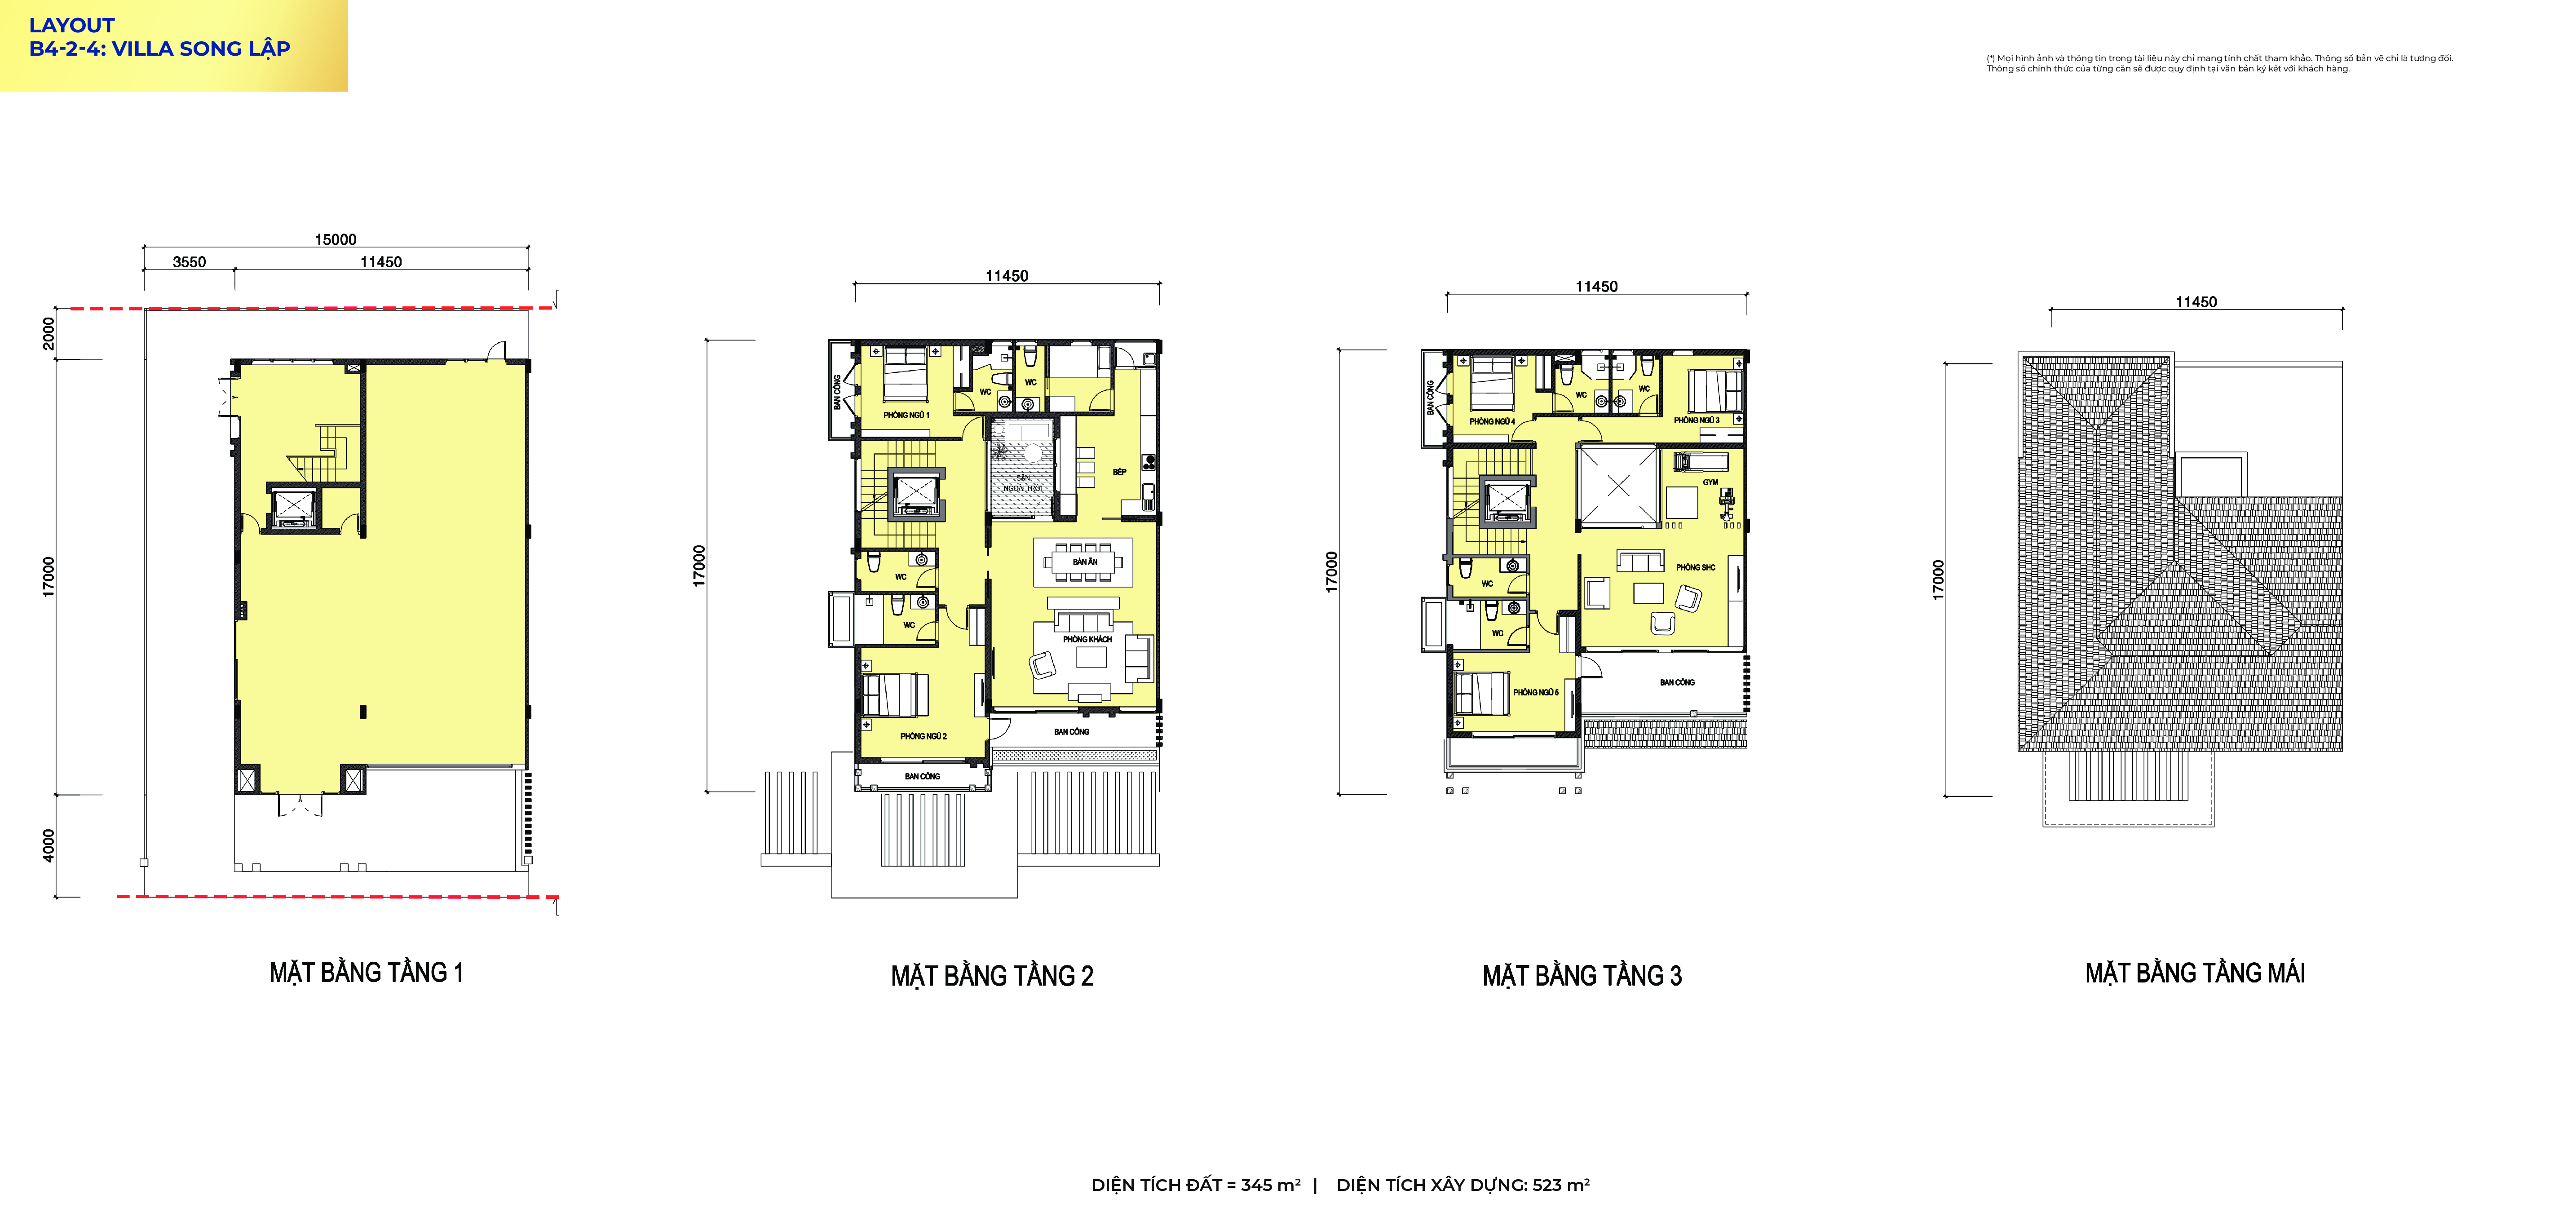 LAYOUT
B4-2-4: VILLA SONG LẬP
(*) Mọi hình ảnh và thông tin trong tài liệu này chỉ mang tính chất tham khảo. Thông số bản vẽ chỉ là tương đối.
Thông số chính thức của từng căn sẽ được quy định tại văn bản ký kết với khách hàng.
15000
3550
11450
2000
17000
4000
MẶT BẰNG TẦNG 1
11450
17000
BAN CÔNG
PHÒNG NGỦ 1
WC
WC
SÂN
NGOÀI TRỜI
BẾP
WC
BÀN ĂN
WC
PHÒNG KHÁCH
PHÒNG NGỦ 2
BAN CÔNG
BAN CÔNG
MẶT BẰNG TẦNG 2
11450
17000
BAN CÔNG
PHÒNG NGỦ 4
WC
WC
PHÒNG NGỦ 3
GYM
PHÒNG SHC
WC
WC
PHÒNG NGỦ 5
BAN CÔNG
MẶT BẰNG TẦNG 3
11450
17000
MẶT BẰNG TẦNG MÁI
DIỆN TÍCH ĐẤT = 345 m² | DIỆN TÍCH XÂY DỰNG: 523 m²